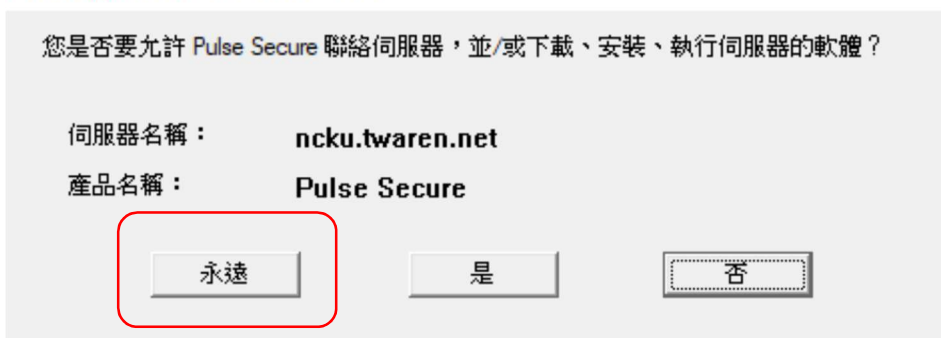 您是否要允許 Pulse Secure 聯絡伺服器，並/或下載、安裝、執行伺服器的軟體？
伺服器名稱： ncku.twaren.net
產品名稱： Pulse Secure
永遠 是 否